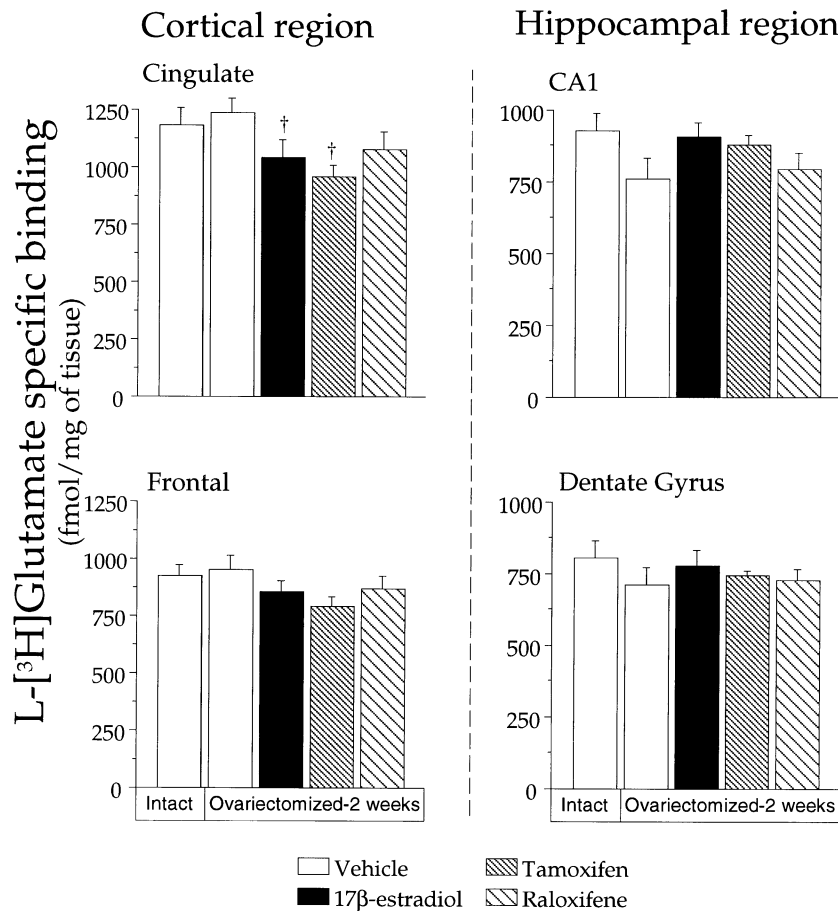 Cortical region
Hippocampal region
L-[³H]Glutamate specific binding
(fmol/mg of tissue)
Cingulate
1250
1000
750
500
250
0
†
†
CA1
1000
750
500
250
0
Frontal
1250
1000
750
500
250
0
Intact
Ovariectomized-2 weeks
Dentate Gyrus
1000
750
500
250
0
Intact
Ovariectomized-2 weeks
Vehicle
Tamoxifen
17β-estradiol
Raloxifene